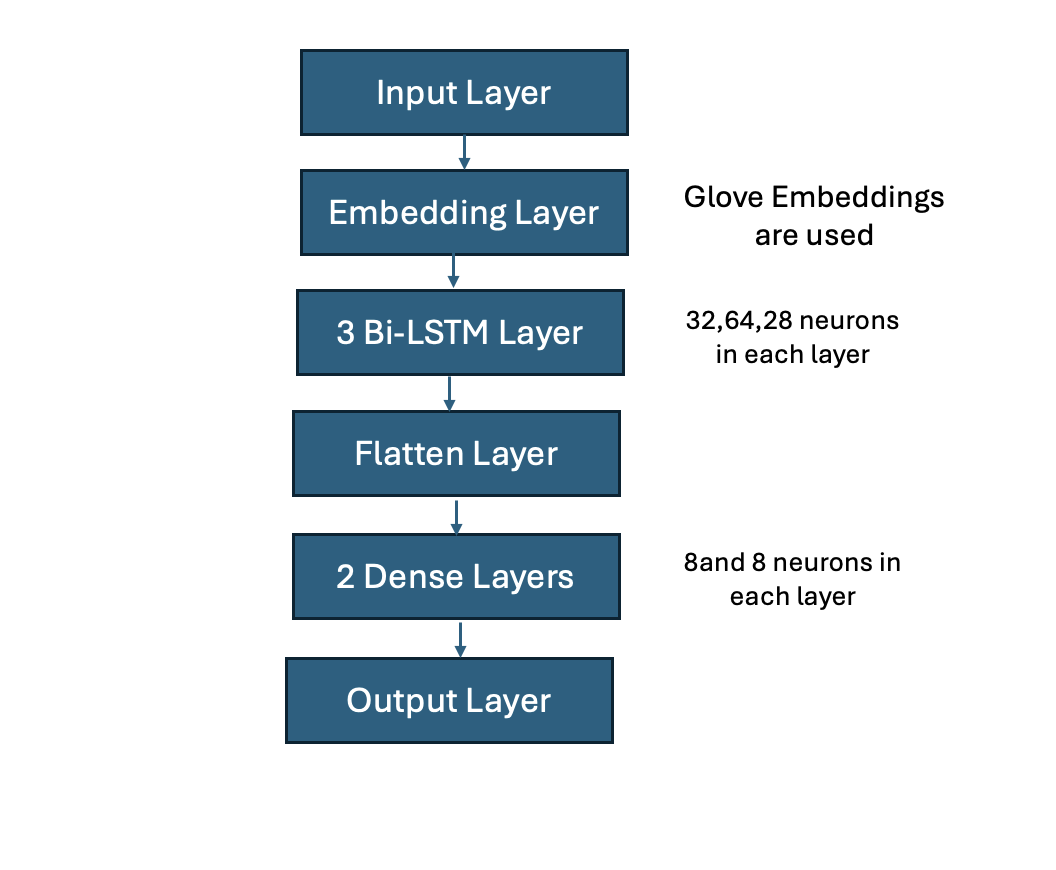 Input Layer
Embedding Layer
Glove Embeddings
are used
3 Bi-LSTM Layer
32,64,28 neurons
in each layer
Flatten Layer
2 Dense Layers
8and 8 neurons in
each layer
Output Layer